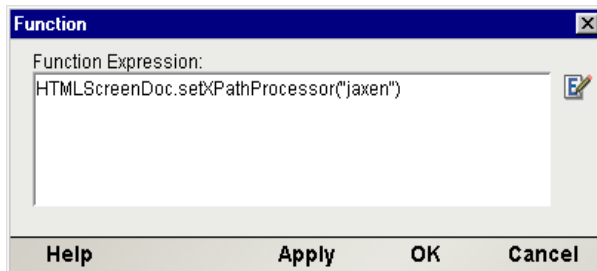 Function
Function Expression:
HTMLScreenDoc.setXPathProcessor("jaxen")
Help Apply OK Cancel